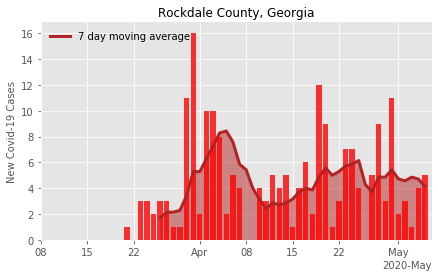 Rockdale County, Georgia
7 day moving average
New Covid-19 Cases
16
14
12
10
8
6
4
2
0
08 15 22 Apr 08 15 22 May
2020-May